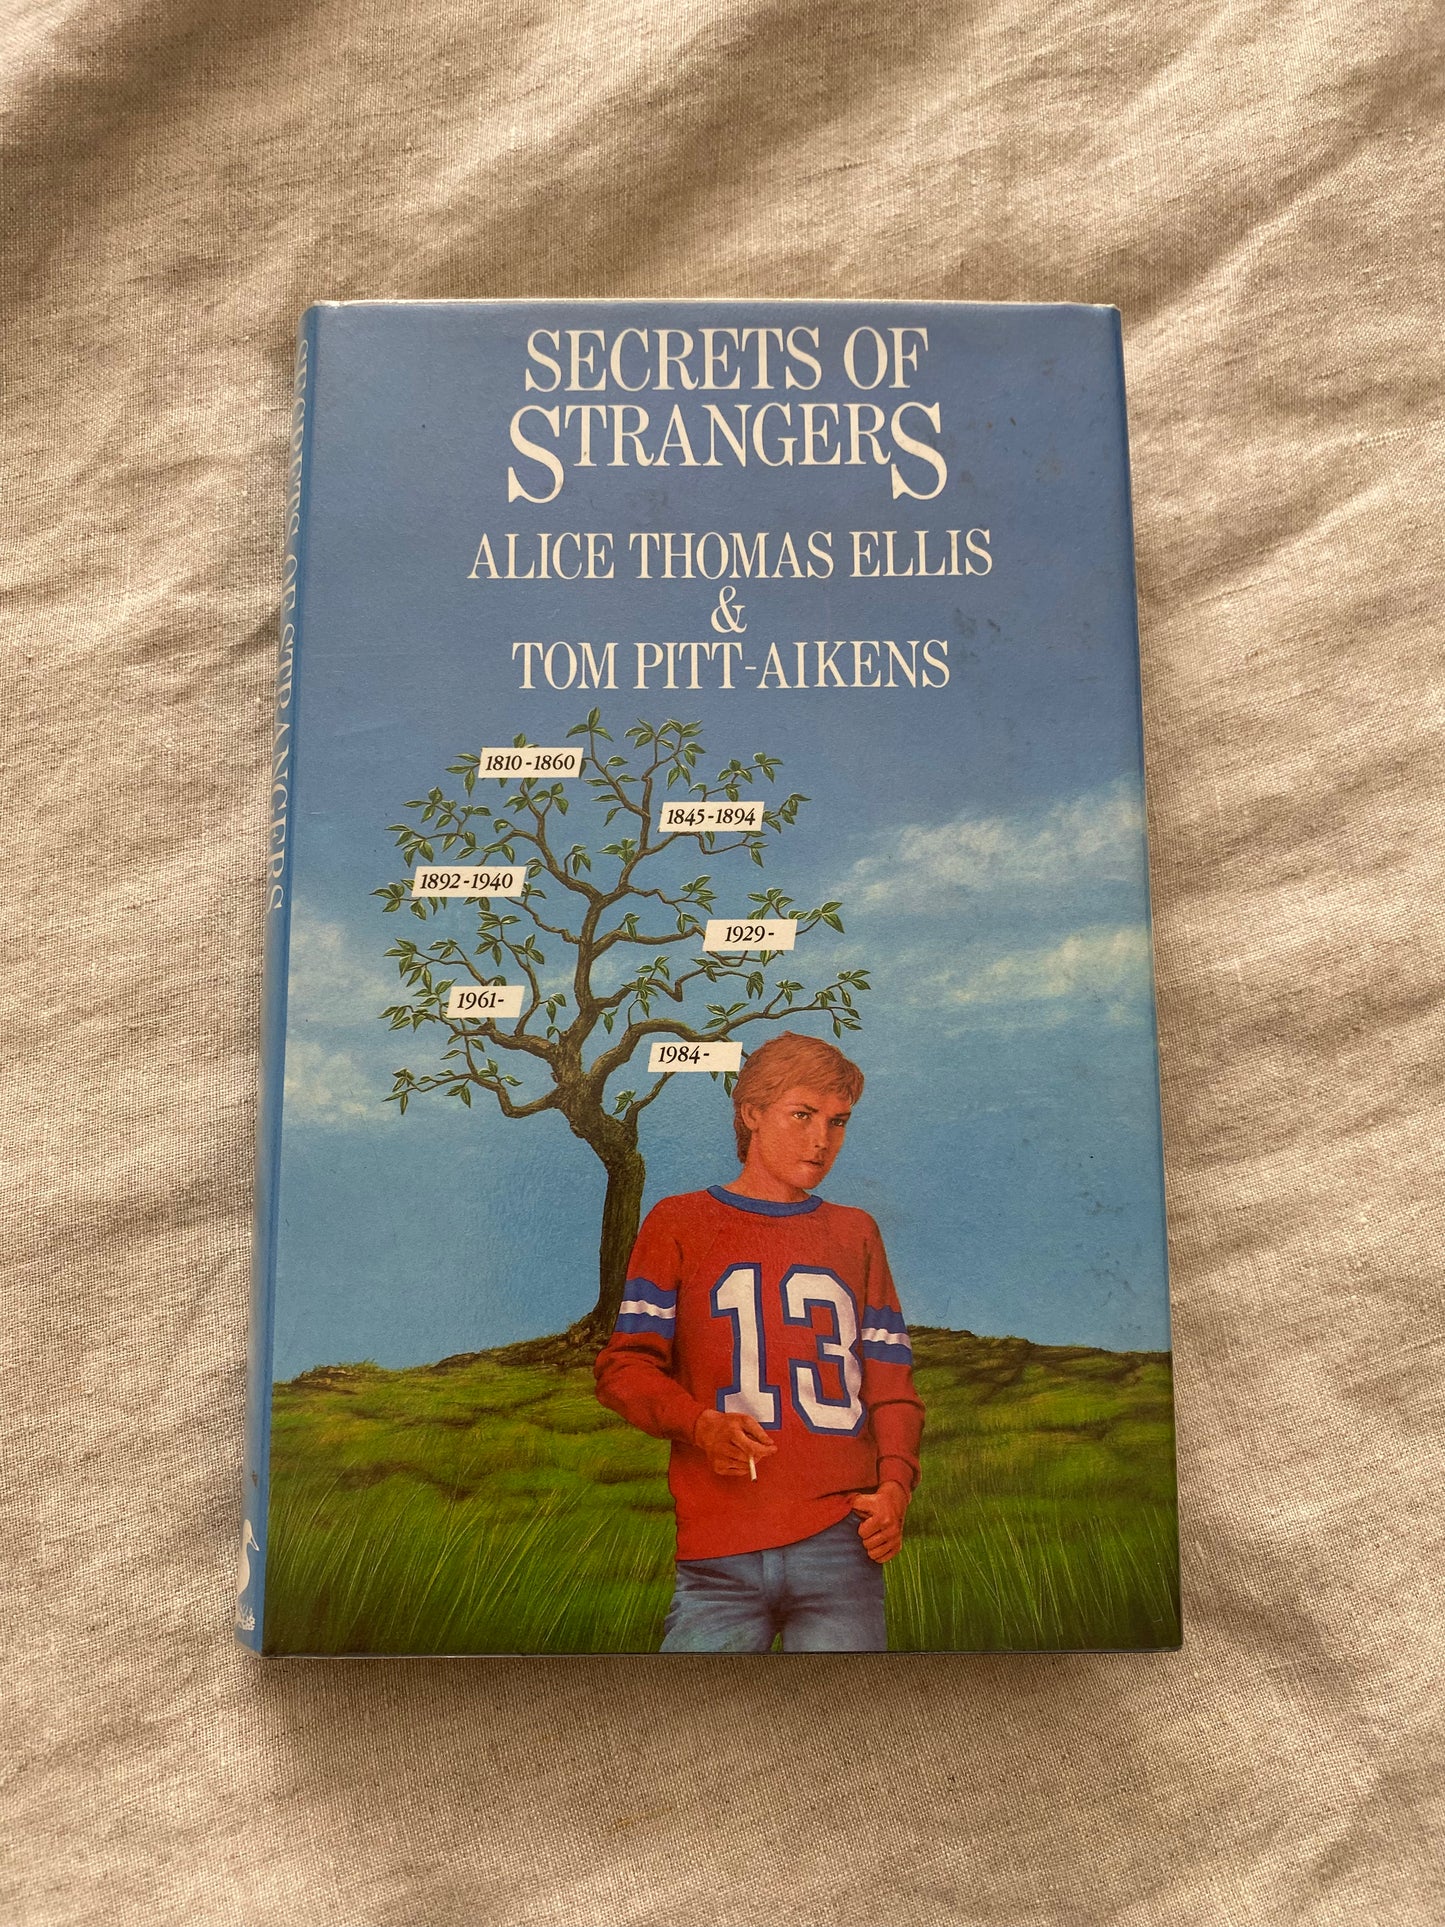 SECRETS OF
STRANGERS
ALICE THOMAS ELLIS
&
TOM PITT-AIKENS
1810-1860
1845-1894
1892-1940
1929-
1961-
1984-
13
SECRETS OF STRANGERS